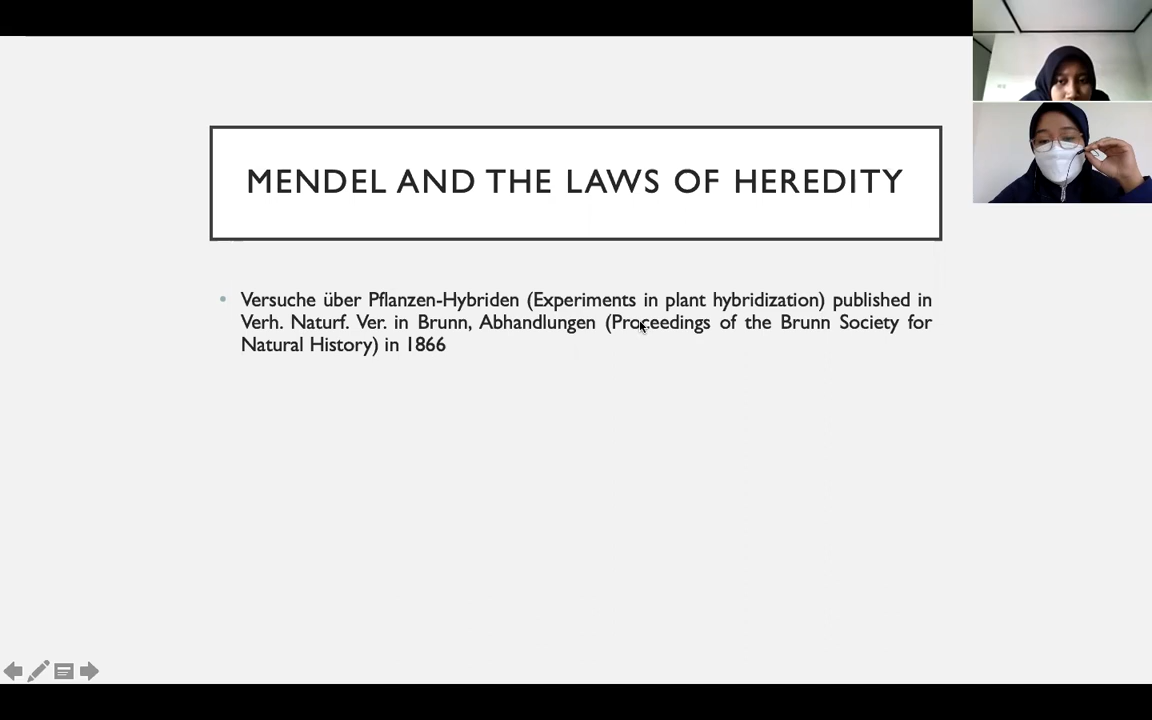 MENDEL AND THE LAWS OF HEREDITY
• Versuche über Pflanzen-Hybriden (Experiments in plant hybridization) published in
Verh. Naturf. Ver. in Brunn, Abhandlungen (Proceedings of the Brunn Society for
Natural History) in 1866